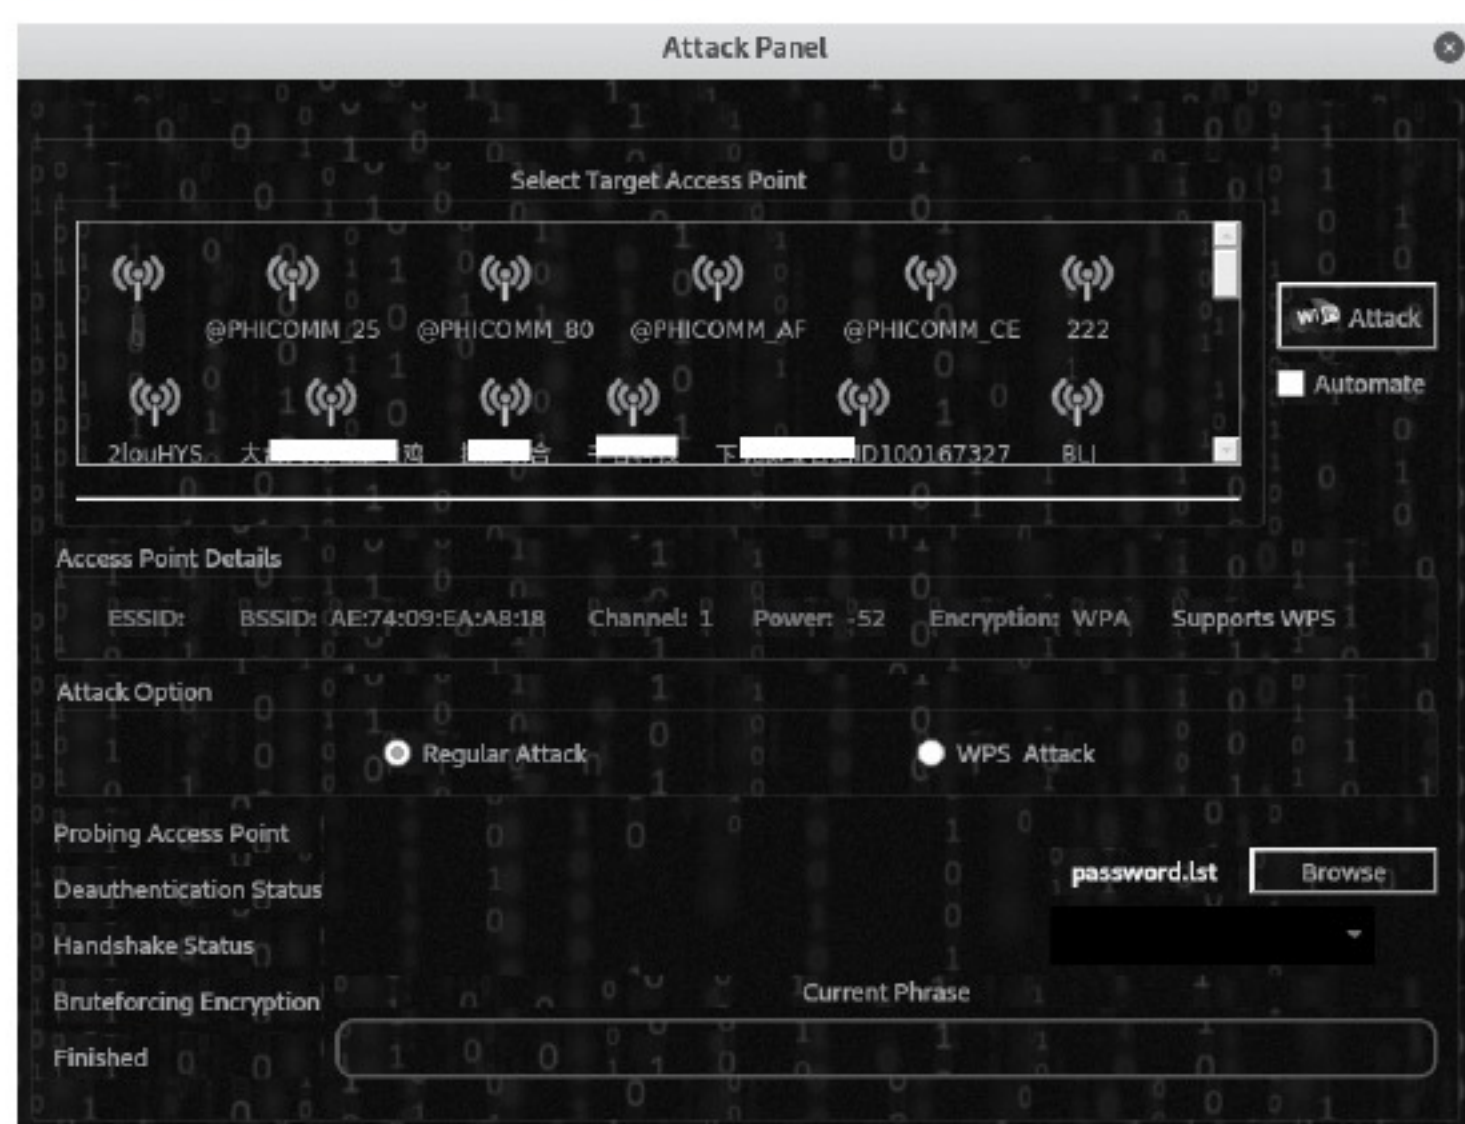 Attack Panel
Select Target Access Point
@PHICOMM_25 @PHICOMM_80 @PHICOMM_AF @PHICOMM_CE 222
Attack
Automate
2louHYS 大 鸡 合 下 ID100167327 BLI
Access Point Details
ESSID: BSSID: AE:74:09:EA:A8:18 Channel: 1 Power: -52 Encryption: WPA Supports WPS
Attack Option
Regular Attack WPS Attack
Probing Access Point
password.lst Browse
Deauthentication Status
Handshake Status
Bruteforcing Encryption
Current Phrase
Finished